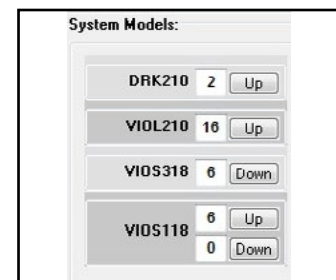 System Models:
DRK210 2 Up
VIOL210 16 Up
VIOS318 6 Down
VIOS118
6 Up
0 Down